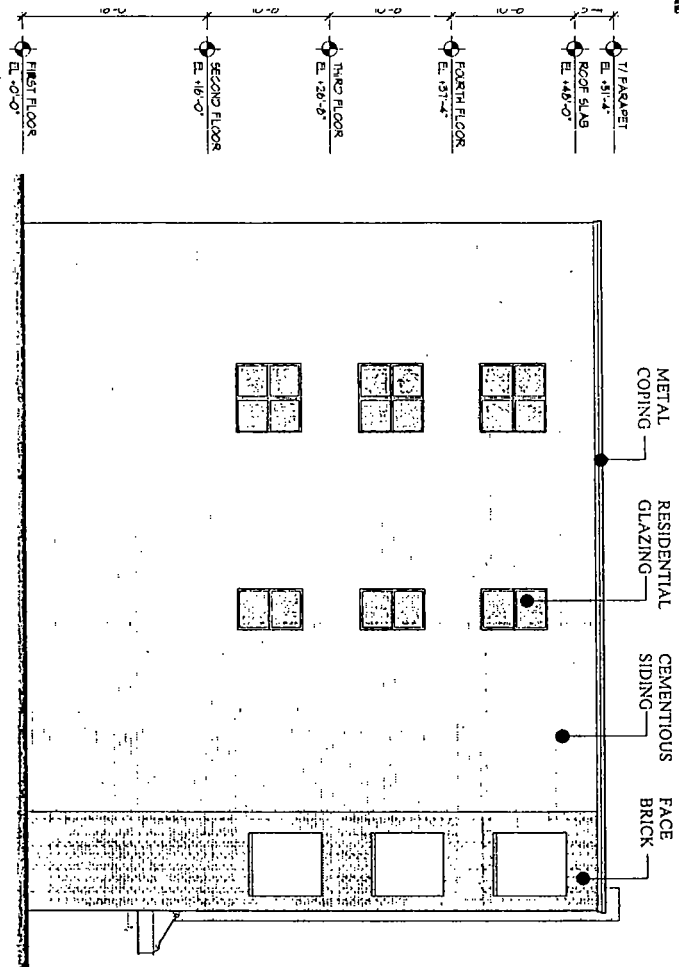 T/ PARAPET
EL +51'-4"
ROOF SLAB
EL +48'-0"
FOURTH FLOOR
EL +37'-4"
THIRD FLOOR
EL +26'-8"
SECOND FLOOR
EL +16'-0"
FIRST FLOOR
EL +0'-0"
METAL
COPING
RESIDENTIAL
GLAZING
CEMENTIOUS
SIDING
FACE
BRICK